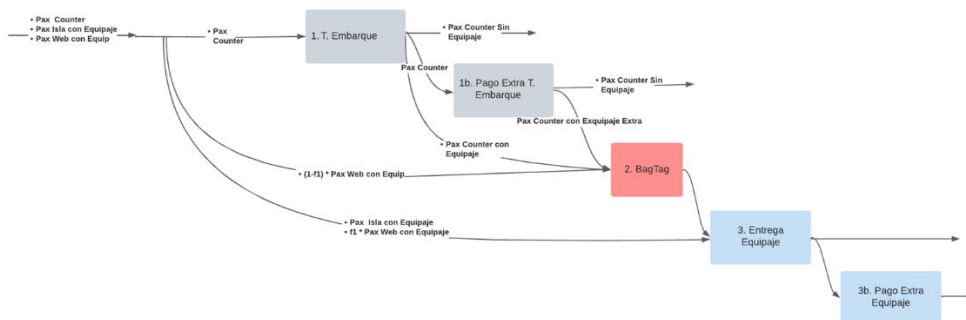 • Pax Counter
• Pax Isla con Equipaje
• Pax Web con Equip
• Pax
Counter
1. T. Embarque
• Pax Counter Sin
Equipaje
Pax Counter
1b. Pago Extra T.
Embarque
• Pax Counter Sin
Equipaje
Pax Counter con Exquipaje Extra
• Pax Counter con
Equipaje
2. BagTag
• (1-f1) * Pax Web con Equip
• Pax Isla con Equipaje
• f1 * Pax Web con Equipaje
3. Entrega
Equipaje
3b. Pago Extra
Equipaje